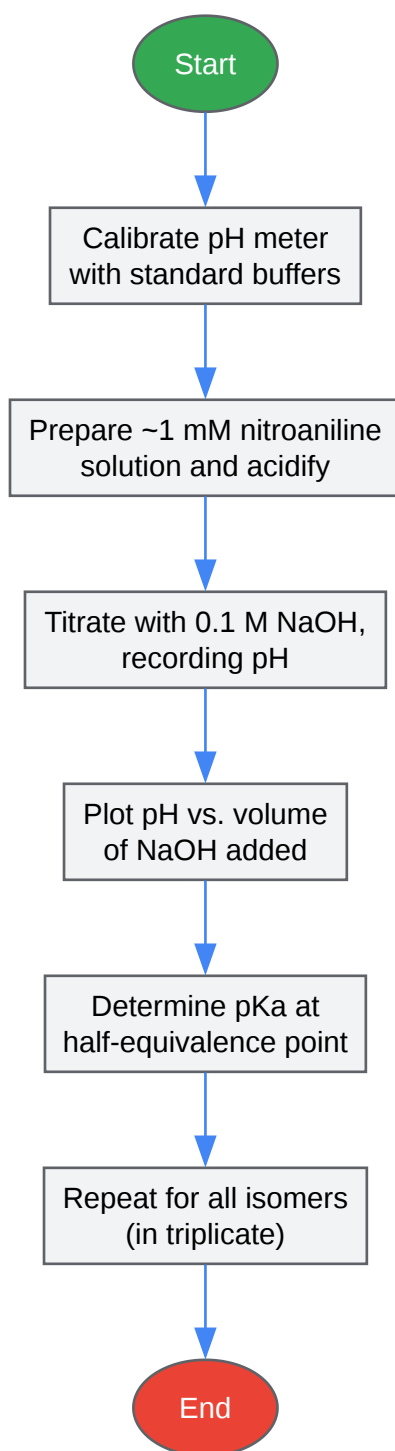 Start
Calibrate pH meter
with standard buffers
Prepare ~1 mM nitroaniline
solution and acidify
Titrate with 0.1 M NaOH,
recording pH
Plot pH vs. volume
of NaOH added
Determine pKa at
half-equivalence point
Repeat for all isomers
(in triplicate)
End